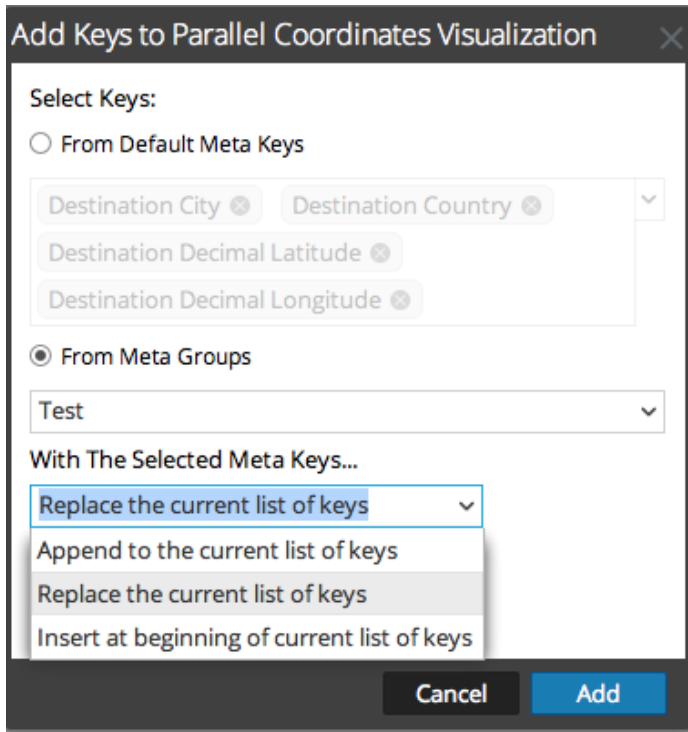 Add Keys to Parallel Coordinates Visualization
Select Keys:
From Default Meta Keys
Destination City Destination Country
Destination Decimal Latitude
Destination Decimal Longitude
From Meta Groups
Test
With The Selected Meta Keys...
Replace the current list of keys
Append to the current list of keys
Replace the current list of keys
Insert at beginning of current list of keys
Cancel Add